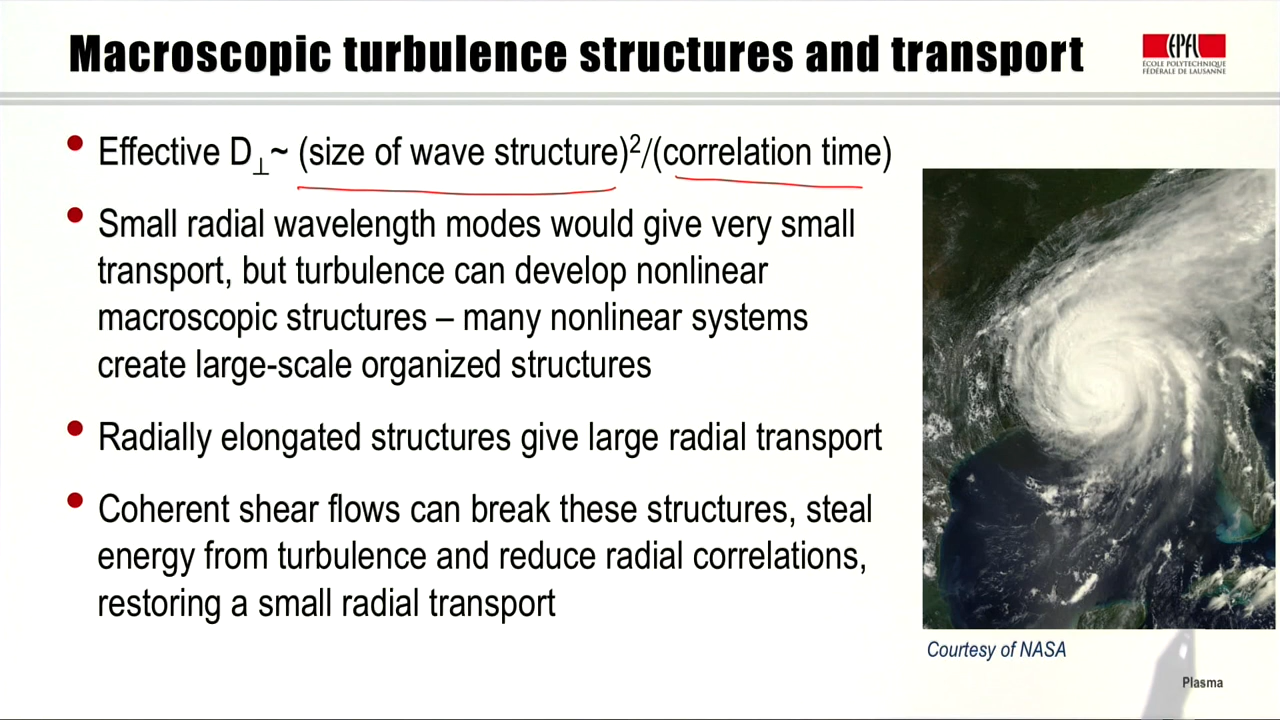 Macroscopic turbulence structures and transport
EPFL
ÉCOLE POLYTECHNIQUE
FÉDÉRALE DE LAUSANNE
• Effective D⊥~ (size of wave structure)²/(correlation time)
• Small radial wavelength modes would give very small
transport, but turbulence can develop nonlinear
macroscopic structures – many nonlinear systems
create large-scale organized structures
• Radially elongated structures give large radial transport
• Coherent shear flows can break these structures, steal
energy from turbulence and reduce radial correlations,
restoring a small radial transport
Courtesy of NASA
Plasma